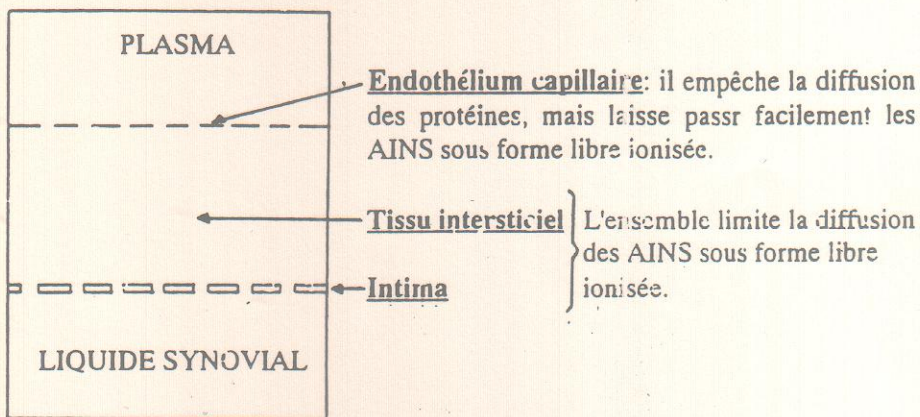 PLASMA
Endothélium capillaire: il empêche la diffusion
des protéines, mais laisse passr facilement les
AINS sous forme libre ionisée.
Tissu intersticiel
L'ensemble limite la diffusion
des AINS sous forme libre
ionisée.
Intima
LIQUIDE SYNOVIAL